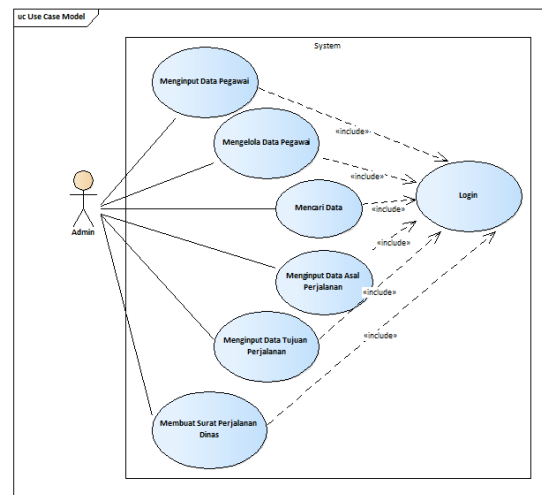 uc Use Case Model
System
Menginput Data Pegawai
«include»
Mengelola Data Pegawai
«include»
Login
Admin
Mencari Data
«include»
Menginput Data Asal
Perjalanan
«include»
Menginput Data Tujuan
Perjalanan
«include»
Membuat Surat Perjalanan
Dinas